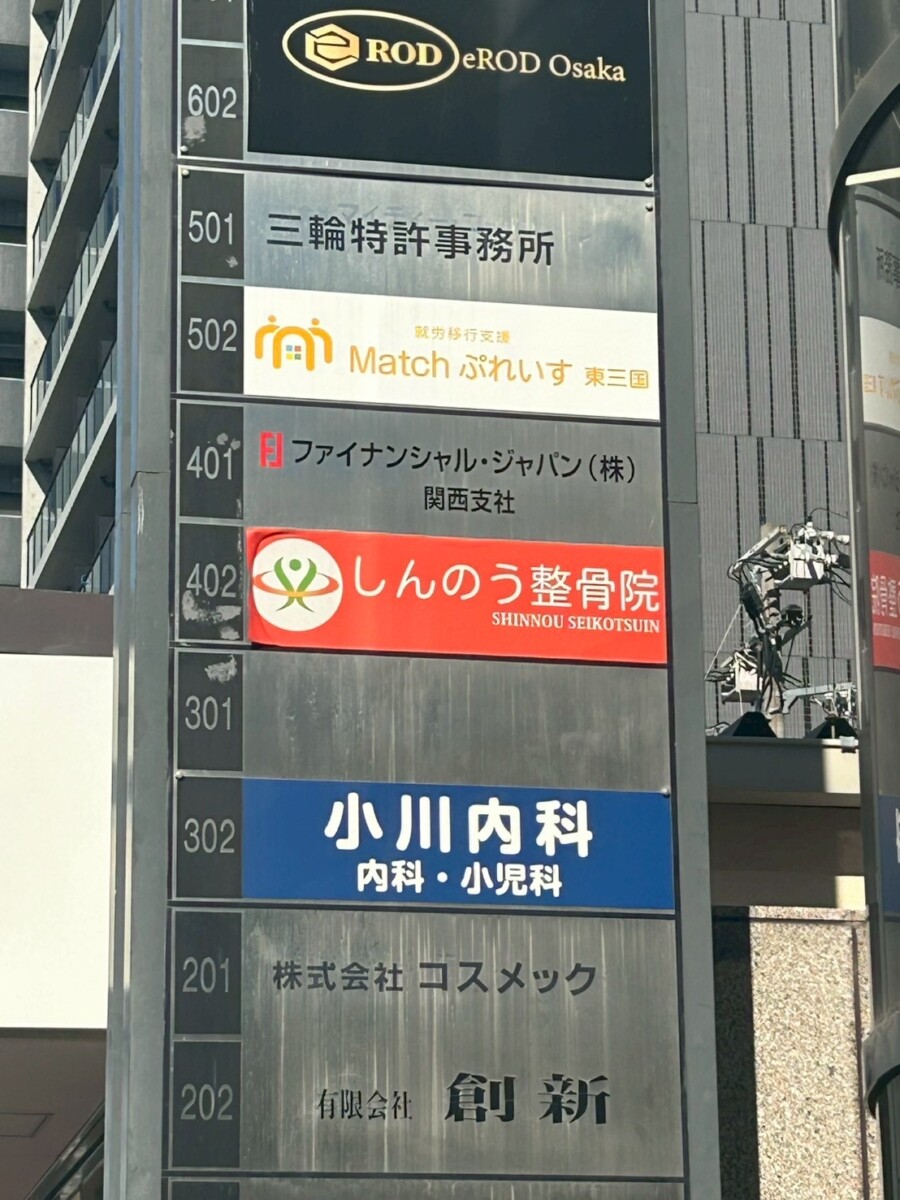 ROD eROD Osaka
602
501 三輪特許事務所
502
就労移行支援
Match ぷれいす 東三国
401 ファイナンシャル・ジャパン(株)
関西支社
402 しんのう整骨院
SHINNOU SEIKOTSUIN
301
302 小川内科
内科・小児科
201 株式会社 コスメック
202 有限会社 創新